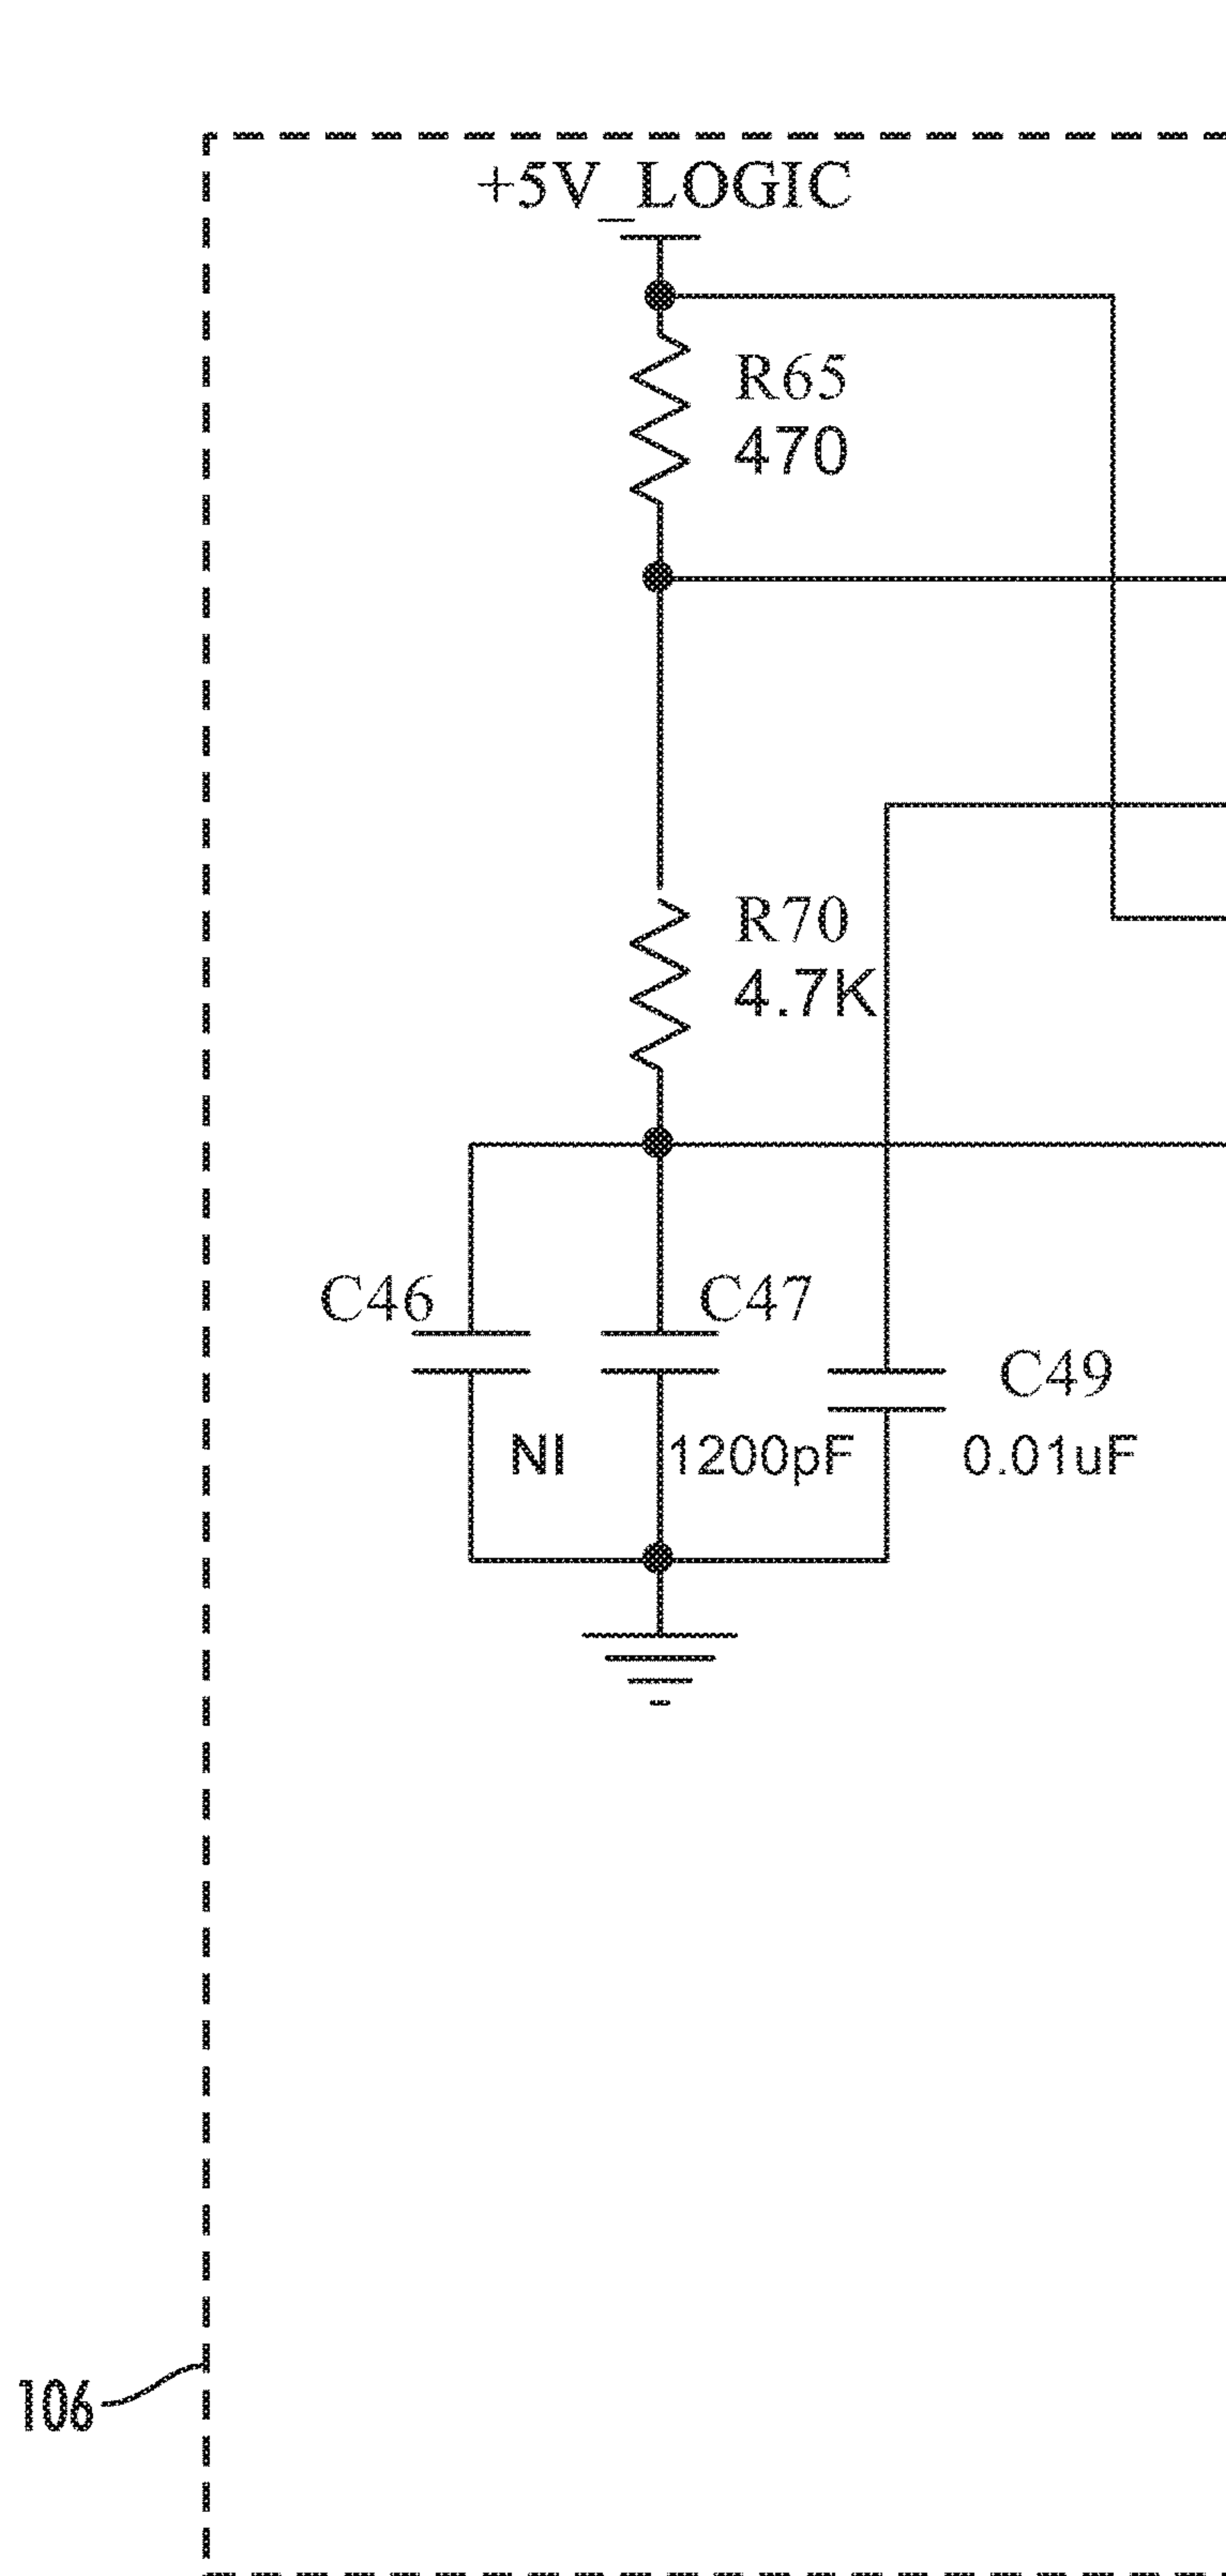 +5V_LOGIC
R65
470
R70
4.7K
C46
C47
C49
NI
1200pF
0.01uF
106